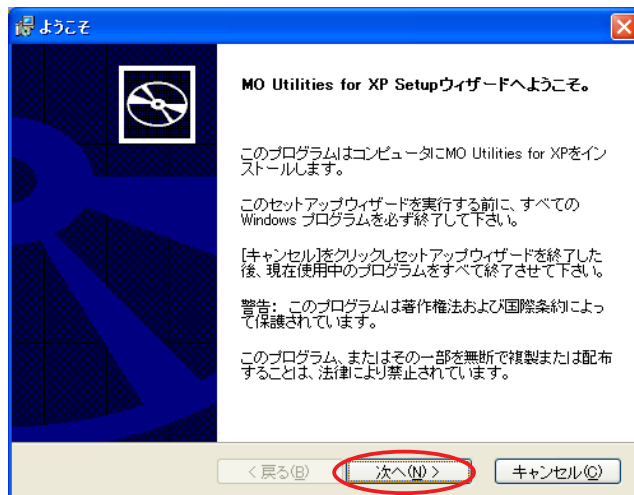 ようこそ
MO Utilities for XP Setupウィザードへようこそ。
このプログラムはコンピュータにMO Utilities for XPをイン
ストールします。
このセットアップウィザードを実行する前に、すべての
Windows プログラムを必ず終了して下さい。
[キャンセル]をクリックしセットアップウィザードを終了した
後、現在使用中のプログラムをすべて終了させて下さい。
警告: このプログラムは著作権法および国際条約によっ
て保護されています。
このプログラム、またはその一部を無断で複製または配布
することは、法律により禁止されています。
< 戻る(B) 次へ(N) > キャンセル(C)